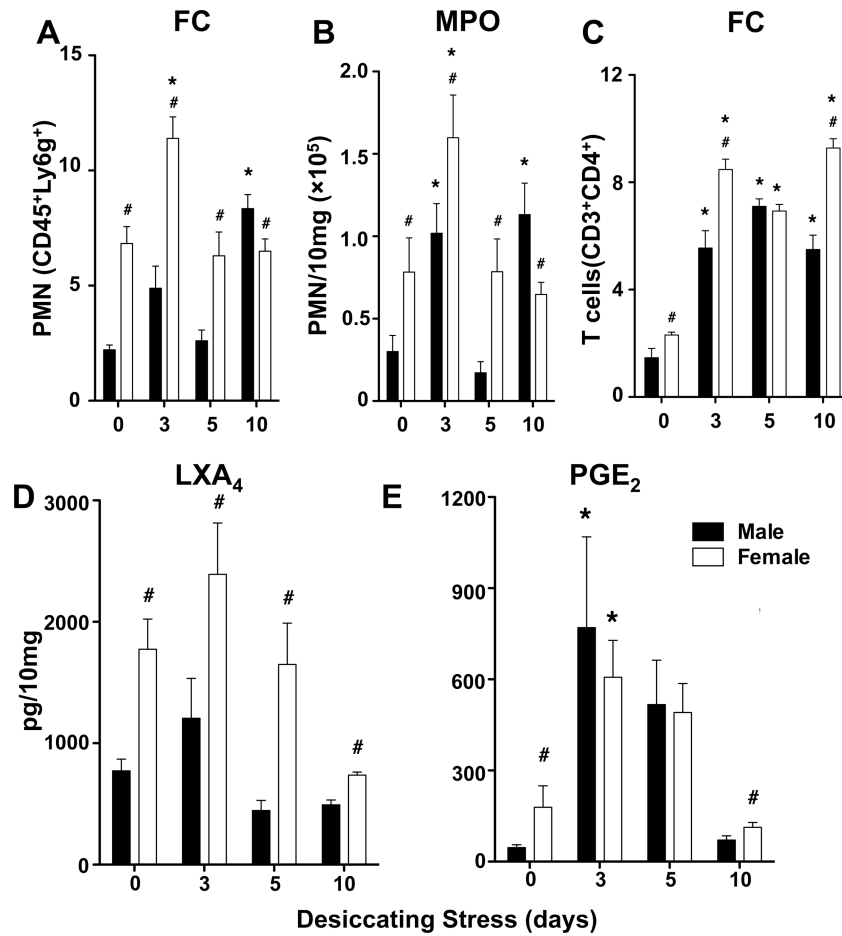 A
FC
PMN (CD45⁺Ly6g⁺)
15
10
5
0
#
*
#
#
*
#
0 3 5 10
B
MPO
PMN/10mg (×10⁵)
2.0
1.5
1.0
0.5
0
#
*
*
#
#
*
#
0 3 5 10
C
FC
T cells(CD3⁺CD4⁺)
12
9
6
4
0
#
*
*
#
* *
*
*
#
0 3 5 10
D
LXA₄
pg/10mg
3000
2000
1000
0
#
#
#
#
0 3 5 10
E
PGE₂
1200
900
600
300
0
#
*
*
#
Male
Female
0 3 5 10
Desiccating Stress (days)